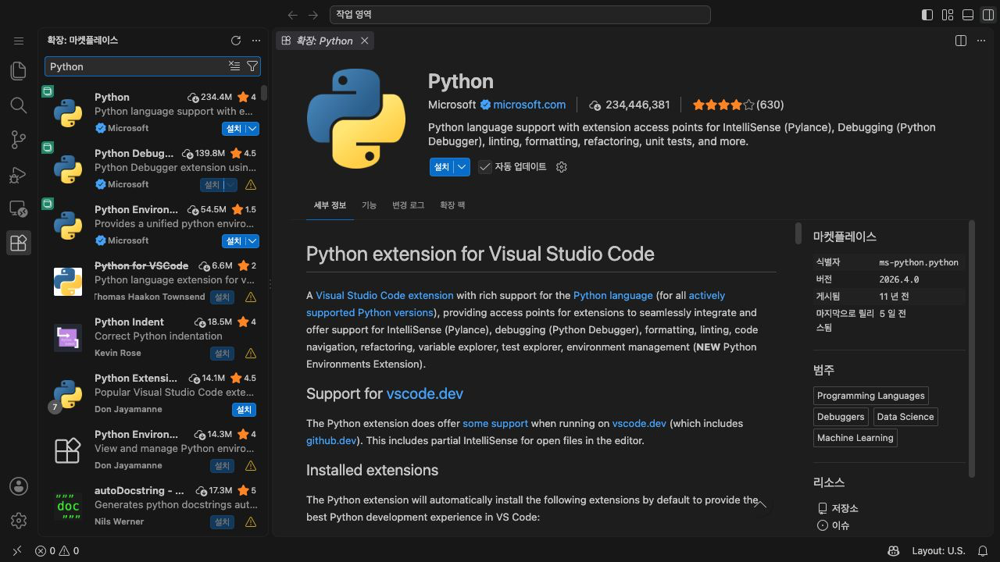 작업 영역
확장: 마켓플레이스
Python
Python 234.4M 4
Python language support with e...
Microsoft 설치
Python Debug... 139.8M 4.5
Python Debugger extension usin...
Microsoft 설치
Python Environ... 54.5M 1.5
Provides a unified python enviro...
Microsoft 설치
Python for VSCode 6.6M 2
Python language extension for v...
Thomas Haakon Townsend 설치
Python Indent 18.5M 4
Correct Python indentation
Kevin Rose 설치
Python Extensi... 14.1M 4.5
Popular Visual Studio Code exte...
7 Don Jayamanne 설치
Python Environ... 14.3M 4
View and manage Python enviro...
Don Jayamanne 설치
autoDocstring - ... 17.3M 5
Generates python docstrings aut...
Nils Werner 설치
"""
doc
"""
확장: Python
Python
Microsoft microsoft.com 234,446,381 (630)
Python language support with extension access points for IntelliSense (Pylance), Debugging (Python
Debugger), linting, formatting, refactoring, unit tests, and more.
설치 자동 업데이트
세부 정보 기능 변경 로그 확장 팩
Python extension for Visual Studio Code
A Visual Studio Code extension with rich support for the Python language (for all actively
supported Python versions), providing access points for extensions to seamlessly integrate and
offer support for IntelliSense (Pylance), debugging (Python Debugger), formatting, linting, code
navigation, refactoring, variable explorer, test explorer, environment management (NEW Python
Environments Extension).
Support for vscode.dev
The Python extension does offer some support when running on vscode.dev (which includes
github.dev). This includes partial IntelliSense for open files in the editor.
Installed extensions
The Python extension will automatically install the following extensions by default to provide the
best Python development experience in VS Code:
마켓플레이스
식별자 ms-python.python
버전 2026.4.0
게시됨 11 년 전
마지막으로 릴리 5 일 전
스됨
범주
Programming Languages
Debuggers Data Science
Machine Learning
리소스
저장소
이슈
0 0
Layout: U.S.